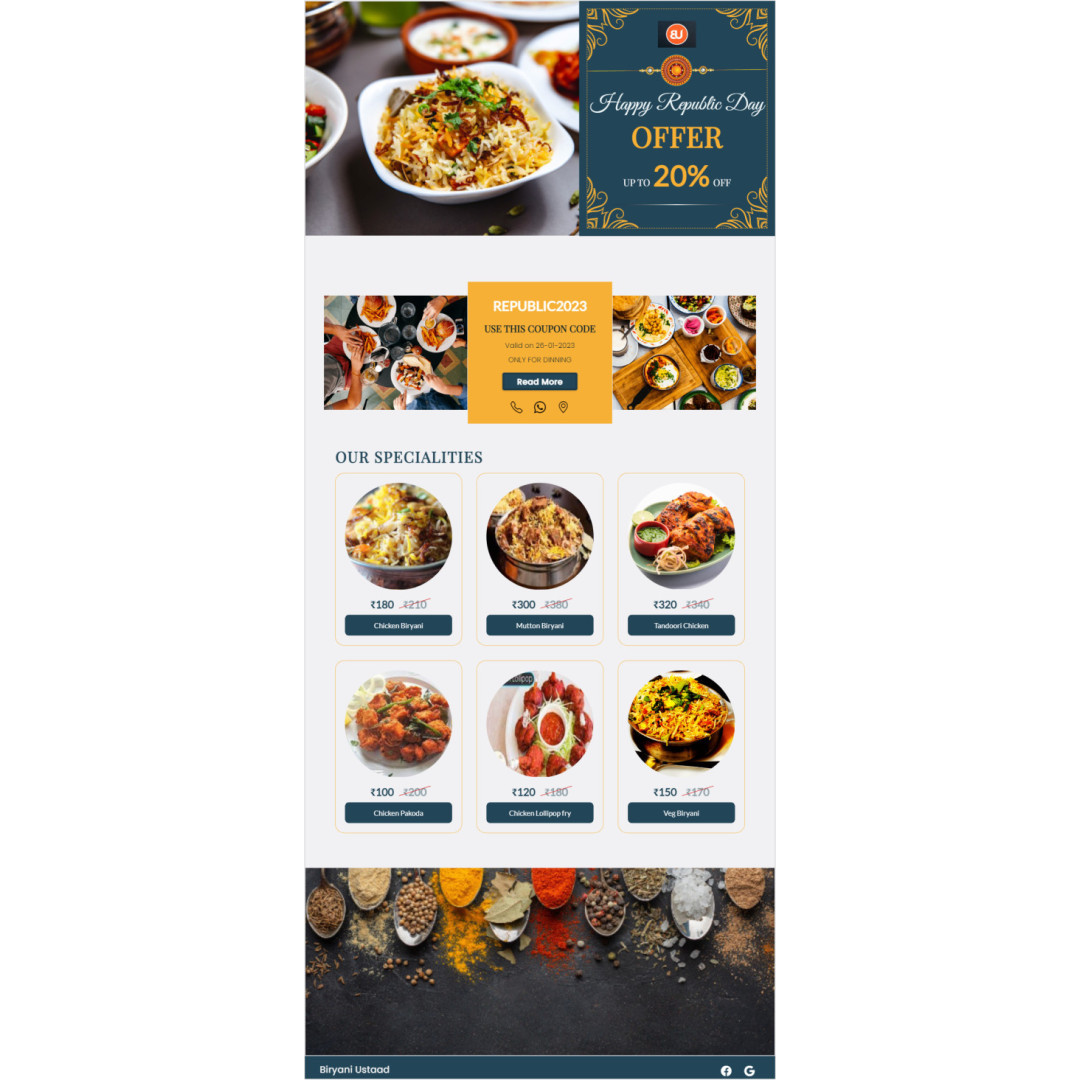 BU
Happy Republic Day
OFFER
UP TO 20% OFF
REPUBLIC2023
USE THIS COUPON CODE
Valid on 26-01-2023
ONLY FOR DINNING
Read More
OUR SPECIALITIES
₹180 ₹210
Chicken Biryani
₹300 ₹380
Mutton Biryani
₹320 ₹340
Tandoori Chicken
₹100 ₹200
Chicken Pakoda
Lollipop
₹120 ₹180
Chicken Lollipop fry
₹150 ₹170
Veg Biryani
Biryani Ustaad